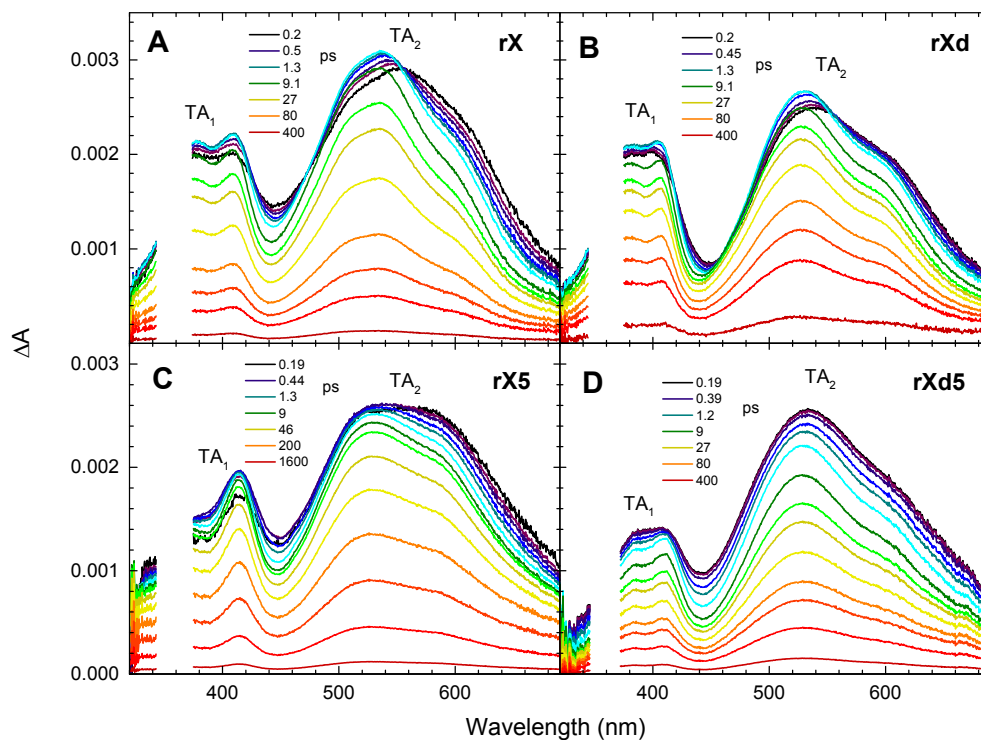 A
rX
0.2
0.5
1.3
9.1
27
80
400
ps
TA1
TA2
B
rXd
0.2
0.45
1.3
9.1
27
80
400
ps
TA1
TA2
0.003
0.002
0.001
ΔA
C
rX5
0.19
0.44
1.3
9
46
200
1600
ps
TA1
TA2
D
rXd5
0.19
0.39
1.2
9
27
80
400
ps
TA1
TA2
0.003
0.002
0.001
0.000
400 500 600 400 500 600
Wavelength (nm)